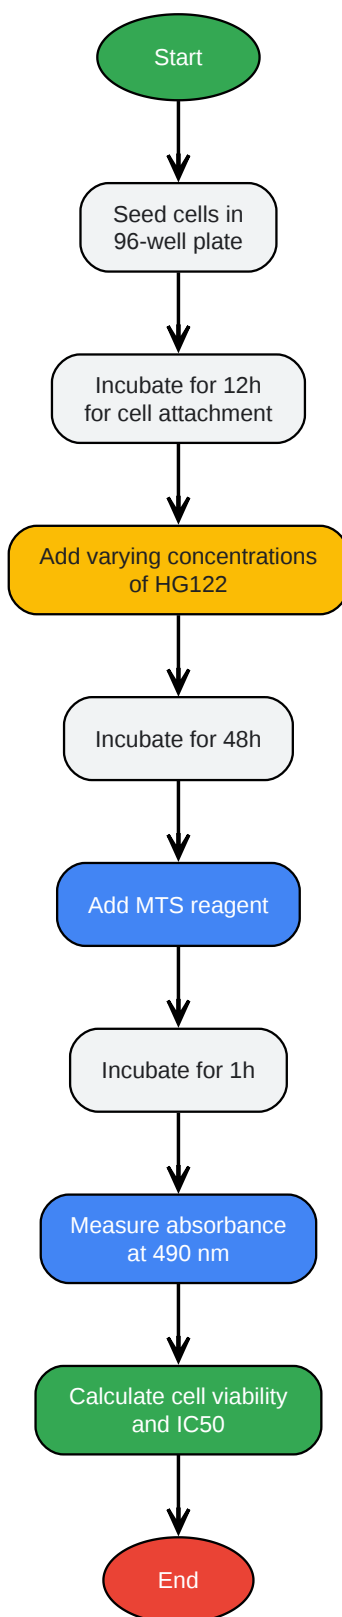 Start
Seed cells in
96-well plate
Incubate for 12h
for cell attachment
Add varying concentrations
of HG122
Incubate for 48h
Add MTS reagent
Incubate for 1h
Measure absorbance
at 490 nm
Calculate cell viability
and IC50
End